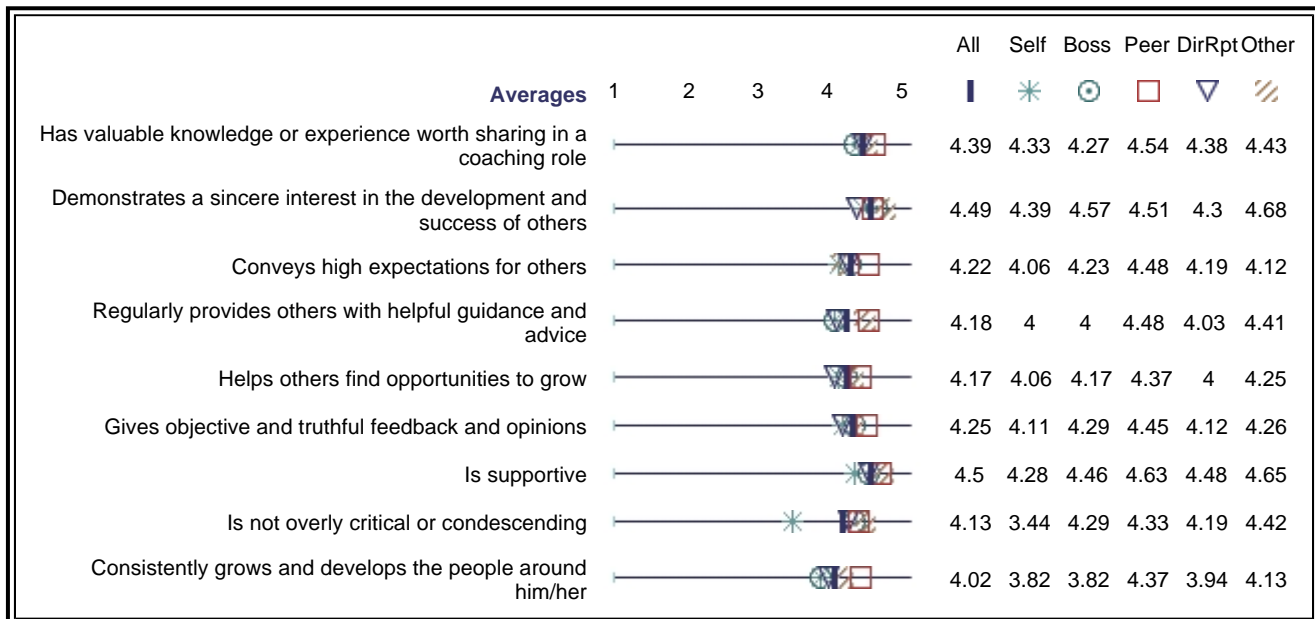 All Self Boss Peer DirRpt Other
Averages 1 2 3 4 5
Has valuable knowledge or experience worth sharing in a
coaching role
4.39 4.33 4.27 4.54 4.38 4.43
Demonstrates a sincere interest in the development and
success of others
4.49 4.39 4.57 4.51 4.3 4.68
Conveys high expectations for others 4.22 4.06 4.23 4.48 4.19 4.12
Regularly provides others with helpful guidance and
advice
4.18 4 4 4.48 4.03 4.41
Helps others find opportunities to grow 4.17 4.06 4.17 4.37 4 4.25
Gives objective and truthful feedback and opinions 4.25 4.11 4.29 4.45 4.12 4.26
Is supportive 4.5 4.28 4.46 4.63 4.48 4.65
Is not overly critical or condescending 4.13 3.44 4.29 4.33 4.19 4.42
Consistently grows and develops the people around
him/her
4.02 3.82 3.82 4.37 3.94 4.13